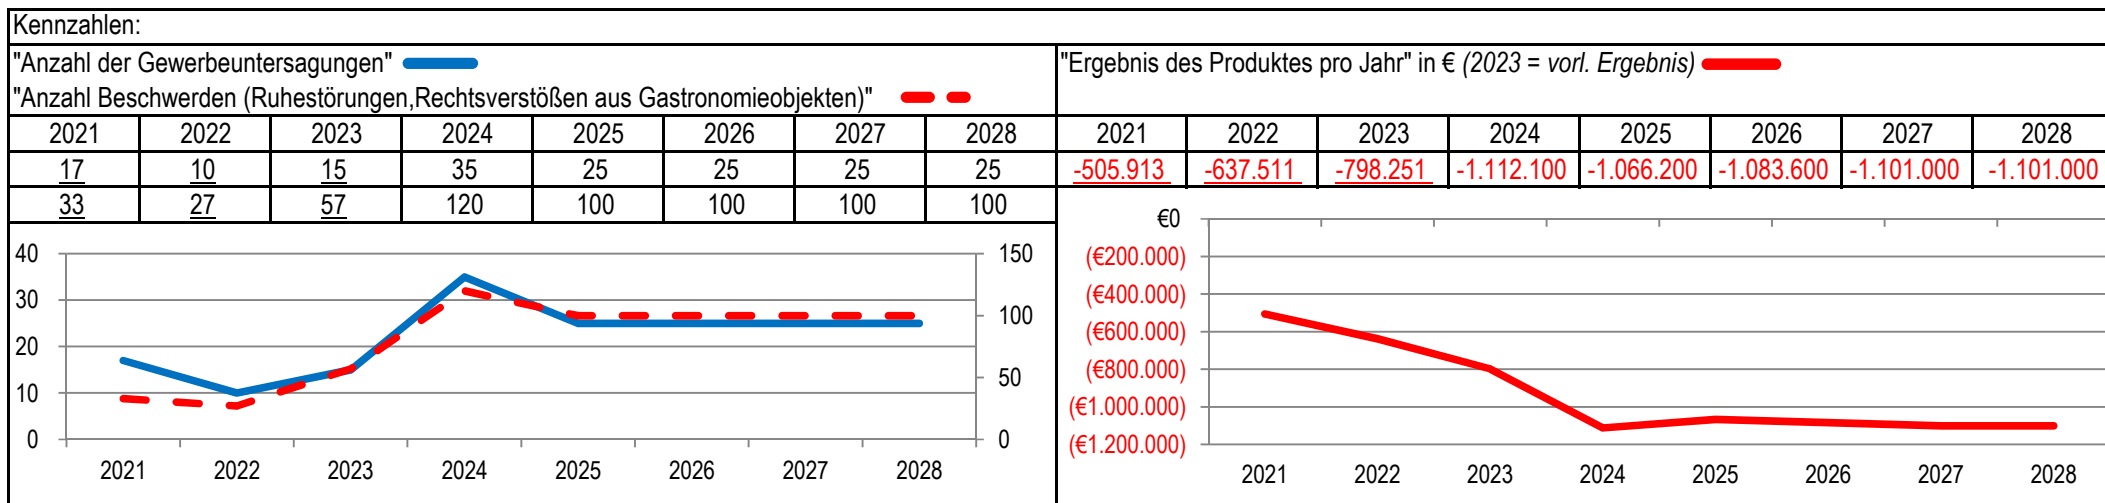 Kennzahlen:
"Anzahl der Gewerbeuntersagungen"
"Anzahl Beschwerden (Ruhestörungen,Rechtsverstößen aus Gastronomieobjekten)"
2021 2022 2023 2024 2025 2026 2027 2028
17 10 15 35 25 25 25 25
33 27 57 120 100 100 100 100
40
30
20
10
0
150
100
50
0
2021 2022 2023 2024 2025 2026 2027 2028
"Ergebnis des Produktes pro Jahr" in € (2023 = vorl. Ergebnis)
2021 2022 2023 2024 2025 2026 2027 2028
-505.913 -637.511 -798.251 -1.112.100 -1.066.200 -1.083.600 -1.101.000 -1.101.000
€0
(€200.000)
(€400.000)
(€600.000)
(€800.000)
(€1.000.000)
(€1.200.000)
2021 2022 2023 2024 2025 2026 2027 2028